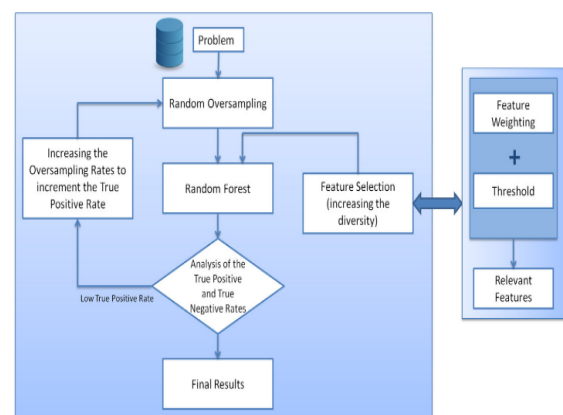 Problem
Random Oversampling
Increasing the
Oversampling Rates to
increment the True
Positive Rate
Random Forest
Feature Selection
(increasing the
diversity)
Feature
Weighting
+
Threshold
Relevant
Features
Analysis of the
True Positive
and True
Negative Rates
Low True Positive Rate
Final Results